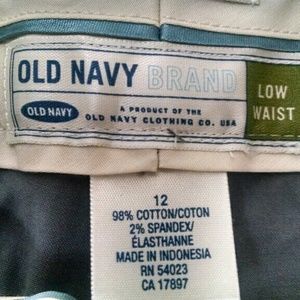 OLD NAVY BRAND
LOW
WAIST
OLD NAVY
A PRODUCT OF THE
OLD NAVY CLOTHING CO. USA
12
98% COTTON/COTON
2% SPANDEX/
ÉLASTHANNE
MADE IN INDONESIA
RN 54023
CA 17897